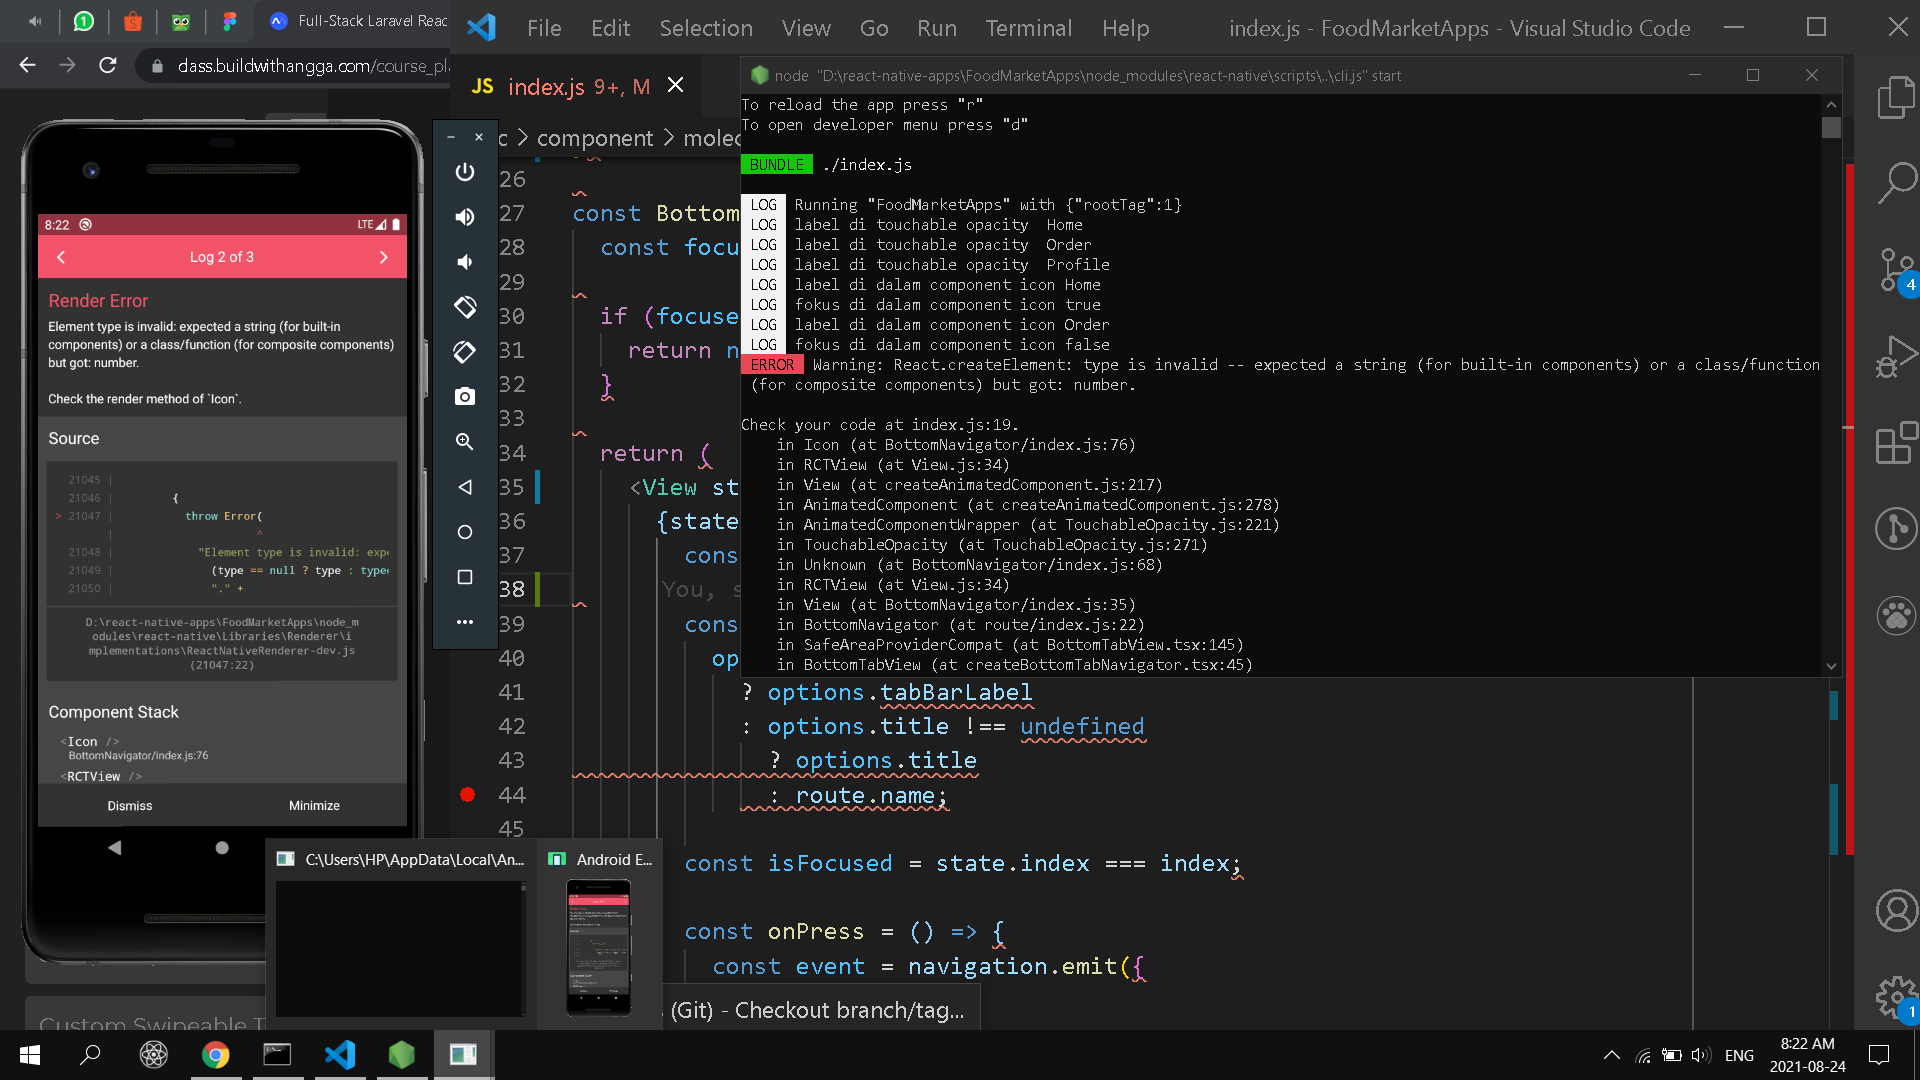 Full-Stack Laravel Reac
class.buildwithangga.com/course_pl
8:22
LTE
Log 2 of 3
Render Error
Element type is invalid: expected a string (for built-in
components) or a class/function (for composite components)
but got: number.
Check the render method of `Icon`.
Source
21045 |
21046 | {
> 21047 | throw Error(
| ^
21048 | "Element type is invalid: expe
21049 | (type == null ? type : typeo
21050 | "." +
D:\react-native-apps\FoodMarketApps\node_m
odules\react-native\Libraries\Renderer\i
mplementations\ReactNativeRenderer-dev.js
(21047:22)
Component Stack
<Icon />
BottomNavigator/index.js:76
<RCTView />
Dismiss
Minimize
Custom Swipeable T
File Edit Selection View Go Run Terminal Help
index.js - FoodMarketApps - Visual Studio Code
JS index.js 9+, M
c > component > molec
26
27 const Bottom
28 const focu
29
30 if (focuse
31 return n
32 }
33
34 return (
35 <View st
36 {state
37 cons
38 You, s
39 cons
40 op
41 ? options.tabBarLabel
42 : options.title !== undefined
43 ? options.title
44 : route.name;
45
const isFocused = state.index === index;
const onPress = () => {
const event = navigation.emit({
node "D:\react-native-apps\FoodMarketApps\node_modules\react-native\scripts\..\cli.js" start
To reload the app press "r"
To open developer menu press "d"
BUNDLE ./index.js
LOG Running "FoodMarketApps" with {"rootTag":1}
LOG label di touchable opacity Home
LOG label di touchable opacity Order
LOG label di touchable opacity Profile
LOG label di dalam component icon Home
LOG fokus di dalam component icon true
LOG label di dalam component icon Order
LOG fokus di dalam component icon false
ERROR Warning: React.createElement: type is invalid -- expected a string (for built-in components) or a class/function
(for composite components) but got: number.
Check your code at index.js:19.
in Icon (at BottomNavigator/index.js:76)
in RCTView (at View.js:34)
in View (at createAnimatedComponent.js:217)
in AnimatedComponent (at createAnimatedComponent.js:278)
in AnimatedComponentWrapper (at TouchableOpacity.js:221)
in TouchableOpacity (at TouchableOpacity.js:271)
in Unknown (at BottomNavigator/index.js:68)
in RCTView (at View.js:34)
in View (at BottomNavigator/index.js:35)
in BottomNavigator (at route/index.js:22)
in SafeAreaProviderCompat (at BottomTabView.tsx:145)
in BottomTabView (at createBottomTabNavigator.tsx:45)
4
1
C:\Users\HP\AppData\Local\An...
Android E...
(Git) - Checkout branch/tag...
ENG
8:22 AM
2021-08-24